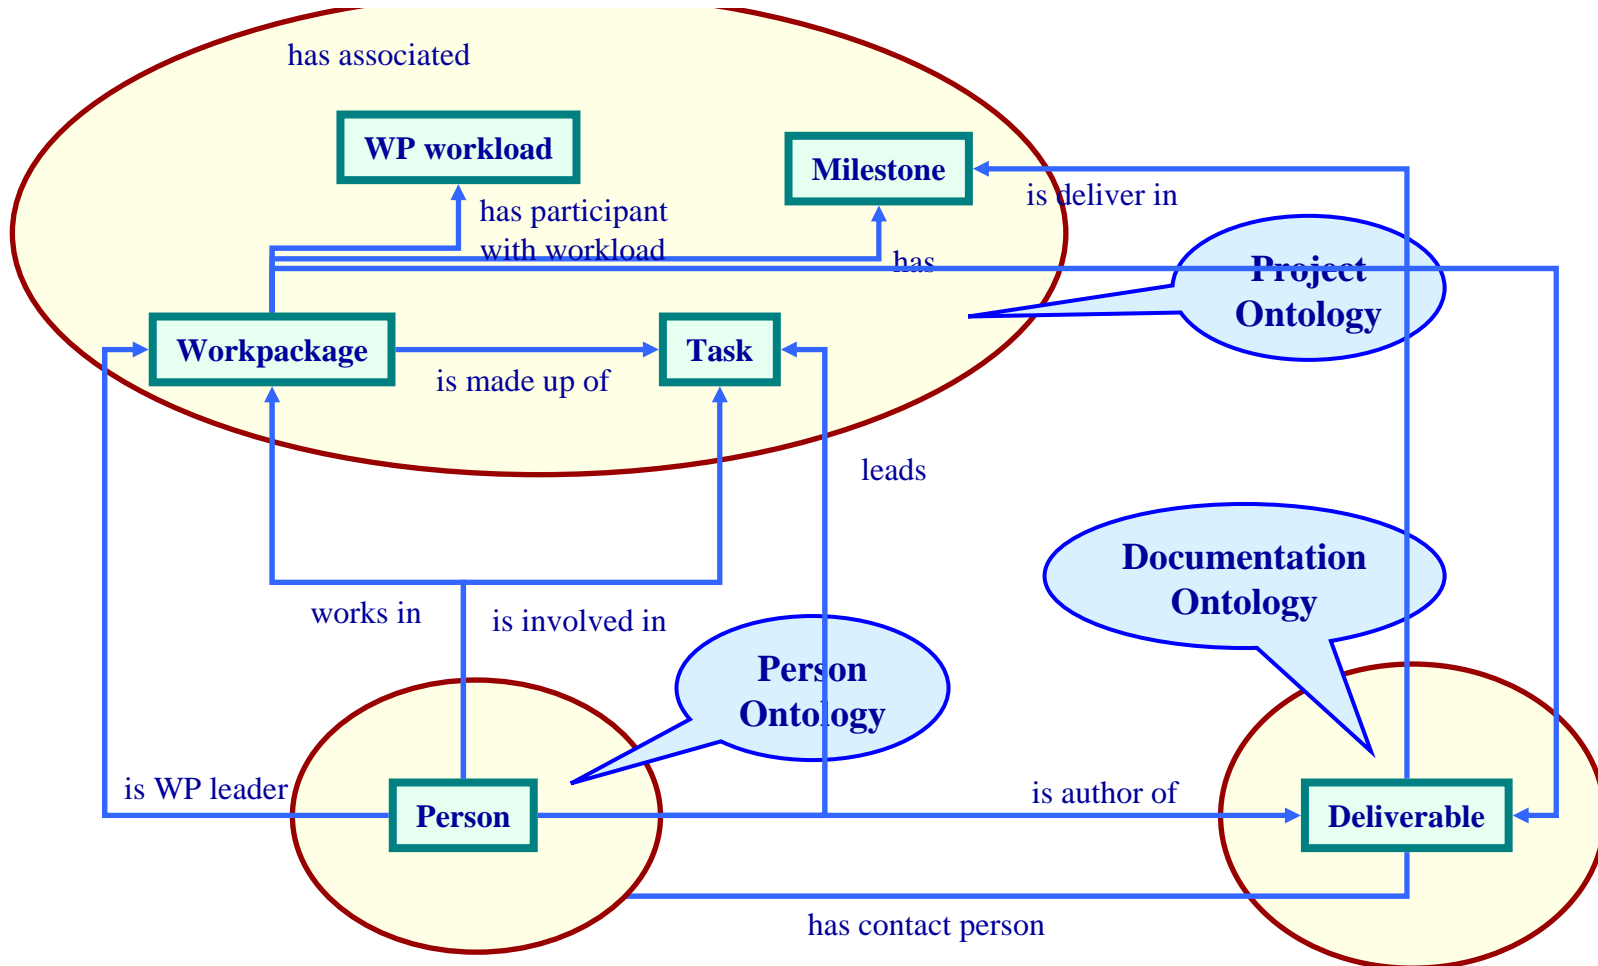 has associated
WP workload
Milestone
is deliver in
has participant
with workload
has
Project
Ontology
Workpackage
Task
is made up of
leads
Documentation
Ontology
works in
is involved in
Person
Ontology
is WP leader
is author of
Person
Deliverable
has contact person